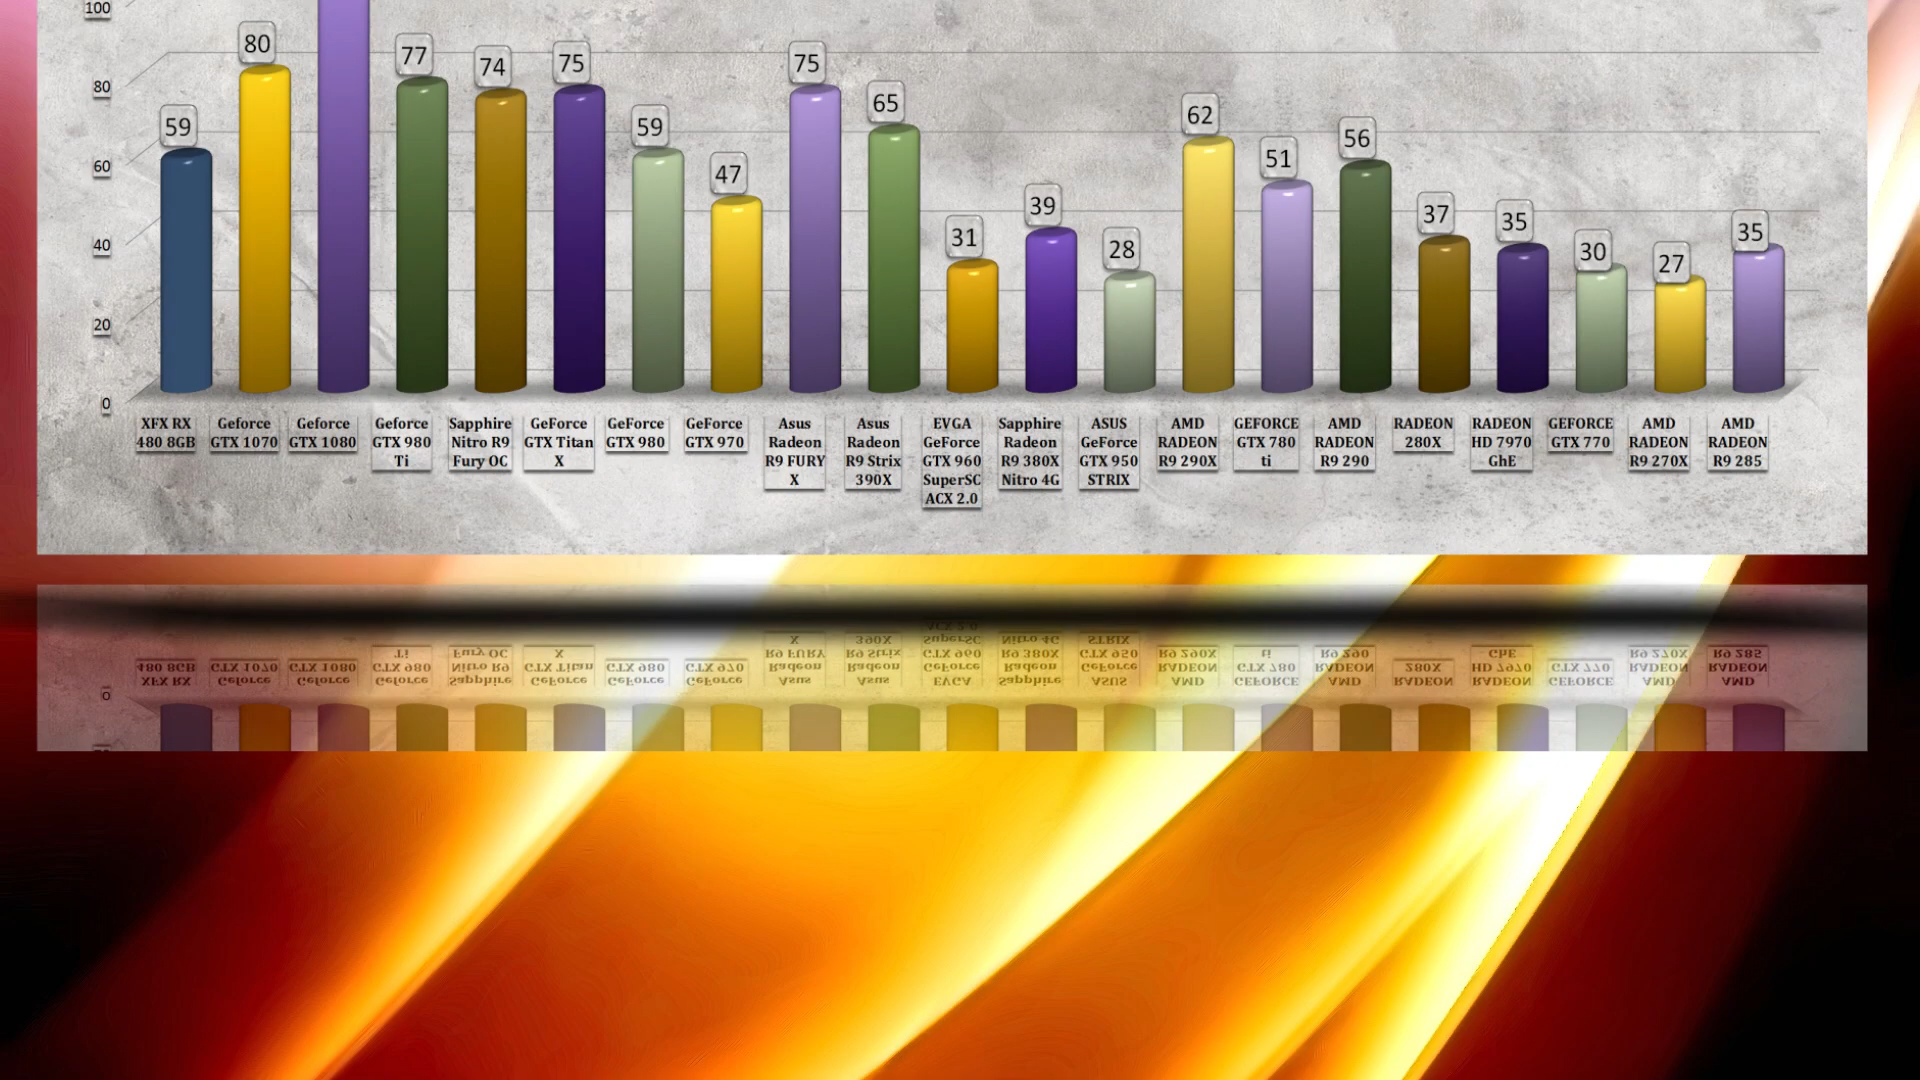 100
80
60
40
20
0
59
80
77
74
75
59
47
75
65
31
39
28
62
51
56
37
35
30
27
35
XFX RX
480 8GB
Geforce
GTX 1070
Geforce
GTX 1080
Geforce
GTX 980
Ti
Sapphire
Nitro R9
Fury OC
GeForce
GTX Titan
X
GeForce
GTX 980
GeForce
GTX 970
Asus
Radeon
R9 FURY
X
Asus
Radeon
R9 Strix
390X
EVGA
GeForce
GTX 960
SuperSC
ACX 2.0
Sapphire
Radeon
R9 380X
Nitro 4G
ASUS
GeForce
GTX 950
STRIX
AMD
RADEON
R9 290X
GEFORCE
GTX 780
ti
AMD
RADEON
R9 290
RADEON
280X
RADEON
HD 7970
GhE
GEFORCE
GTX 770
AMD
RADEON
R9 270X
AMD
RADEON
R9 285